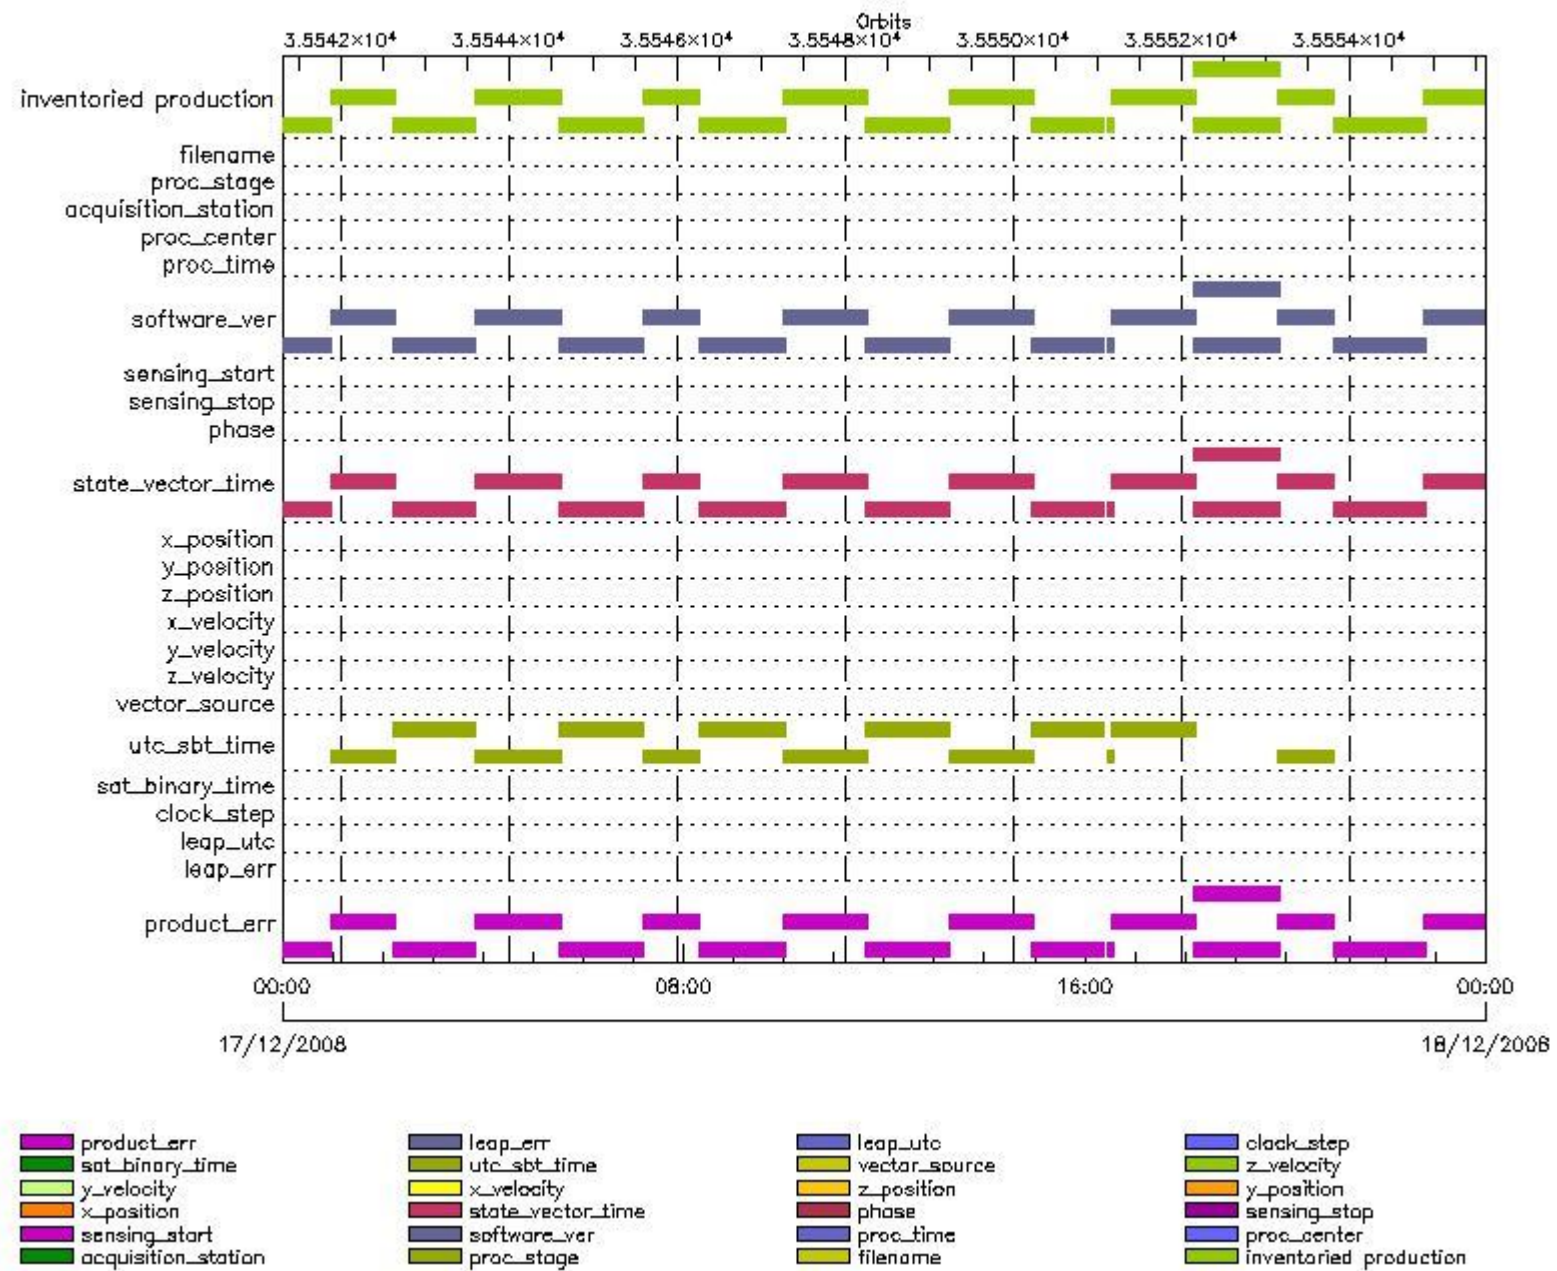 Orbits
3.5542×10⁴ 3.5544×10⁴ 3.5546×10⁴ 3.5548×10⁴ 3.5550×10⁴ 3.5552×10⁴ 3.5554×10⁴
inventoried production
filename
proc_stage
acquisition_station
proc_center
proc_time
software_ver
sensing_start
sensing_stop
phase
state_vector_time
x_position
y_position
z_position
x_velocity
y_velocity
z_velocity
vector_source
utc_sbt_time
sat_binary_time
clock_step
leap_utc
leap_err
product_err
00:00 08:00 16:00 00:00
17/12/2008 18/12/2008
product_err leap_err leap_utc clock_step
sat_binary_time utc_sbt_time vector_source z_velocity
y_velocity x_velocity z_position y_position
x_position state_vector_time phase sensing_stop
sensing_start software_ver proc_time proc_center
acquisition_station proc_stage filename inventoried production